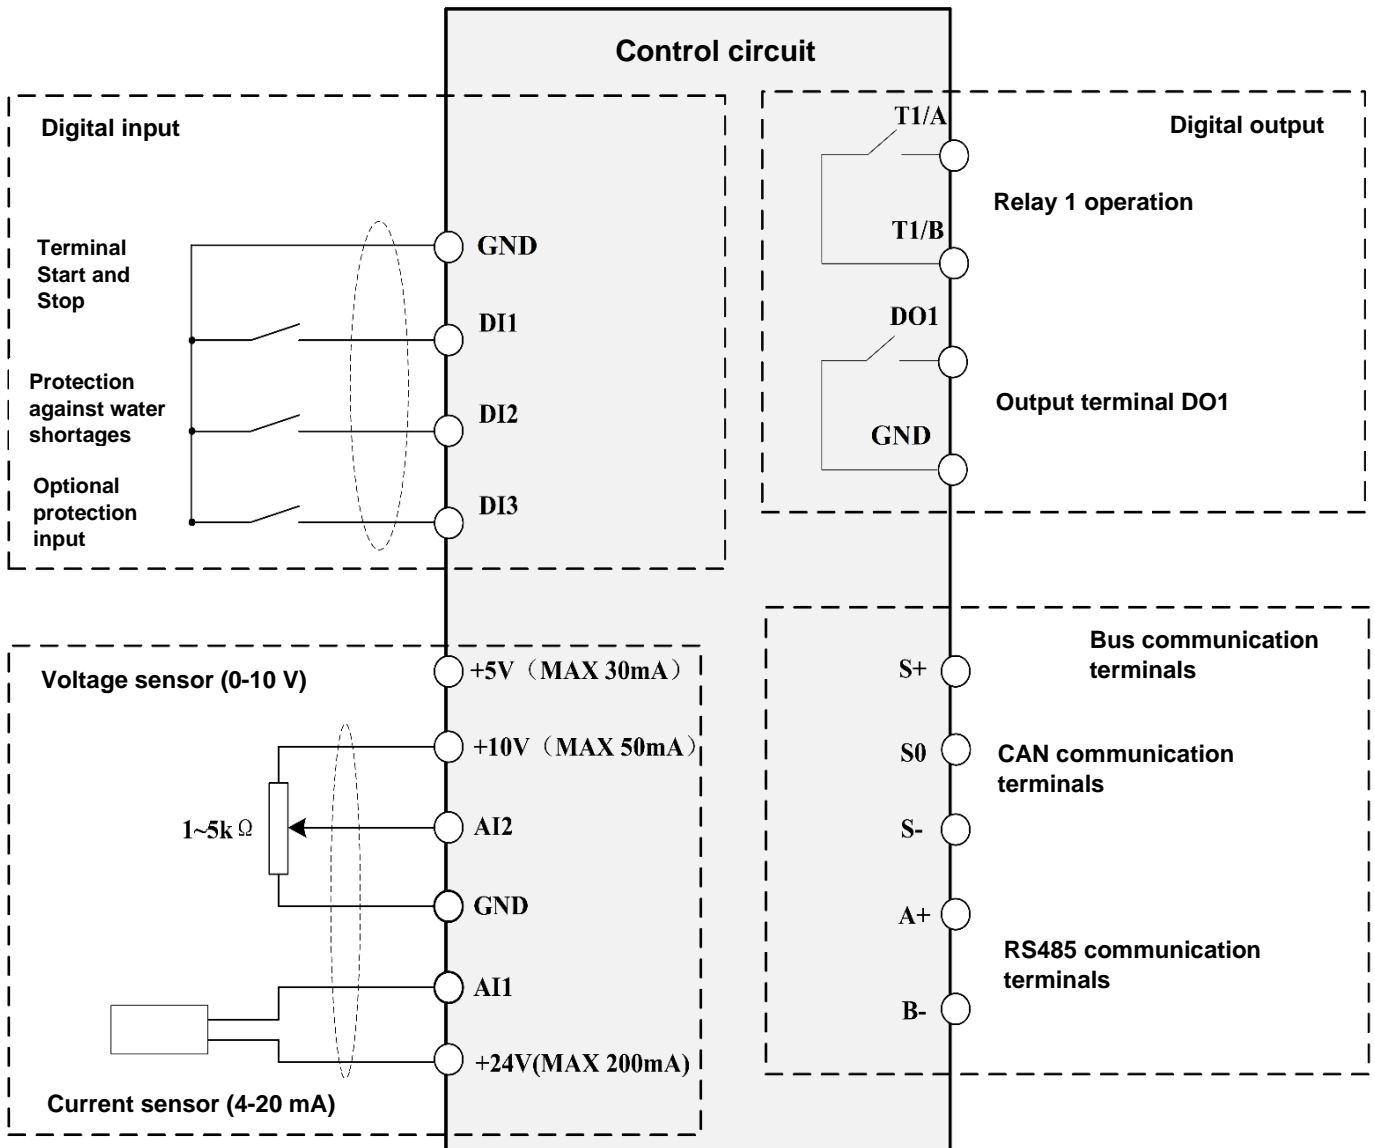 Control circuit
Digital input
Terminal
Start and
Stop
Protection
against water
shortages
Optional
protection
input
GND
DI1
DI2
DI3
T1/A
Digital output
Relay 1 operation
T1/B
DO1
Output terminal DO1
GND
Voltage sensor (0-10 V)
+5V（MAX 30mA）
+10V（MAX 50mA）
1~5k Ω
AI2
GND
AI1
+24V(MAX 200mA)
Current sensor (4-20 mA)
Bus communication
terminals
S+
S0
CAN communication
terminals
S-
A+
RS485 communication
terminals
B-